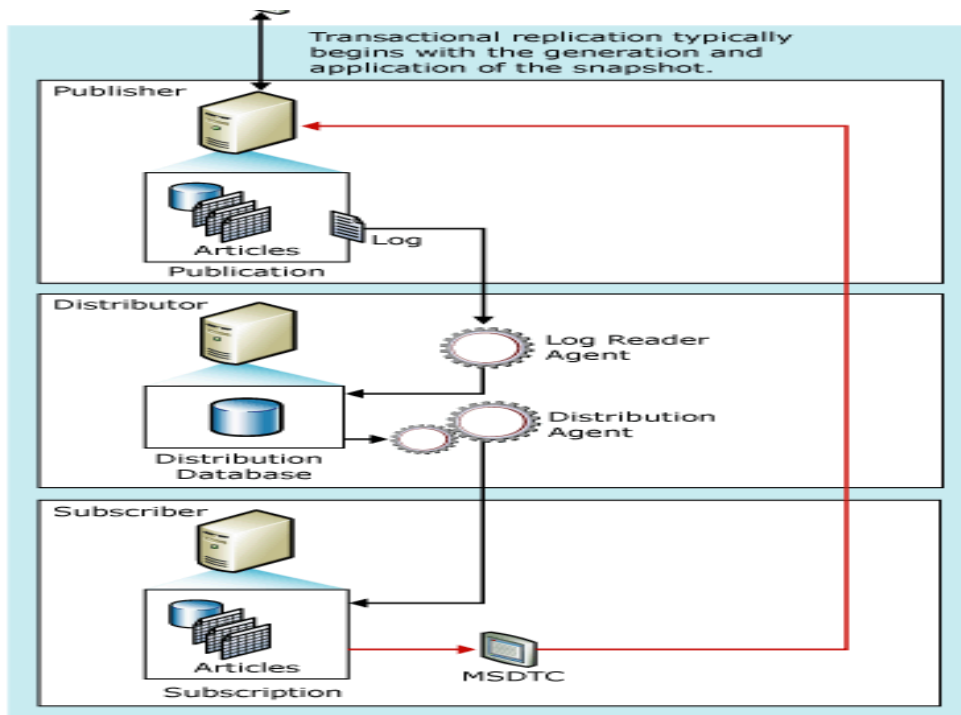 Transactional replication typically
begins with the generation and
application of the snapshot.
Publisher
Log
Articles
Publication
Distributor
Log Reader
Agent
Distribution
Agent
Distribution
Database
Subscriber
Articles
MSDTC
Subscription